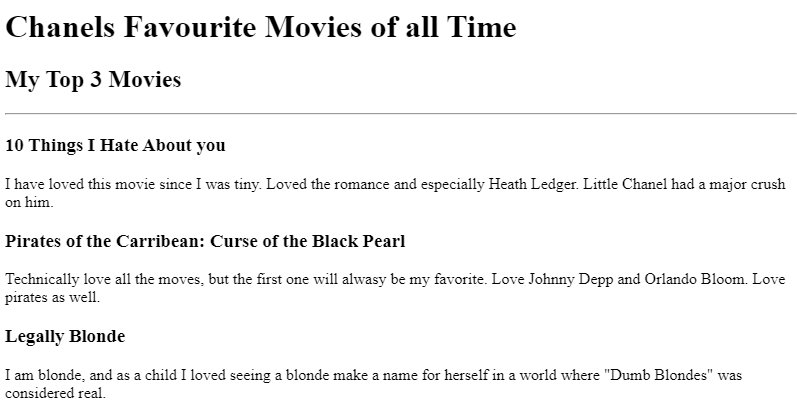 Chanels Favourite Movies of all Time
My Top 3 Movies
10 Things I Hate About you
I have loved this movie since I was tiny. Loved the romance and especially Heath Ledger. Little Chanel had a major crush
on him.
Pirates of the Carribean: Curse of the Black Pearl
Technically love all the moves, but the first one will alwasy be my favorite. Love Johnny Depp and Orlando Bloom. Love
pirates as well.
Legally Blonde
I am blonde, and as a child I loved seeing a blonde make a name for herself in a world where "Dumb Blondes" was
considered real.